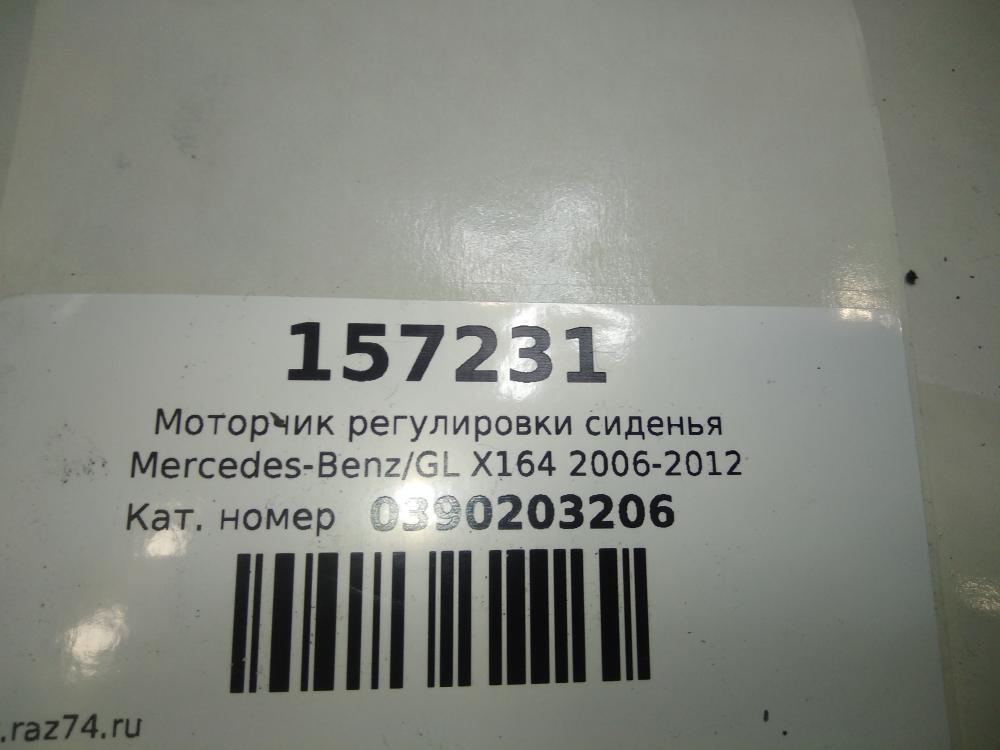 157231
Моторчик регулировки сиденья
Mercedes-Benz/GL X164 2006-2012
Кат. номер 0390203206
.raz74.ru